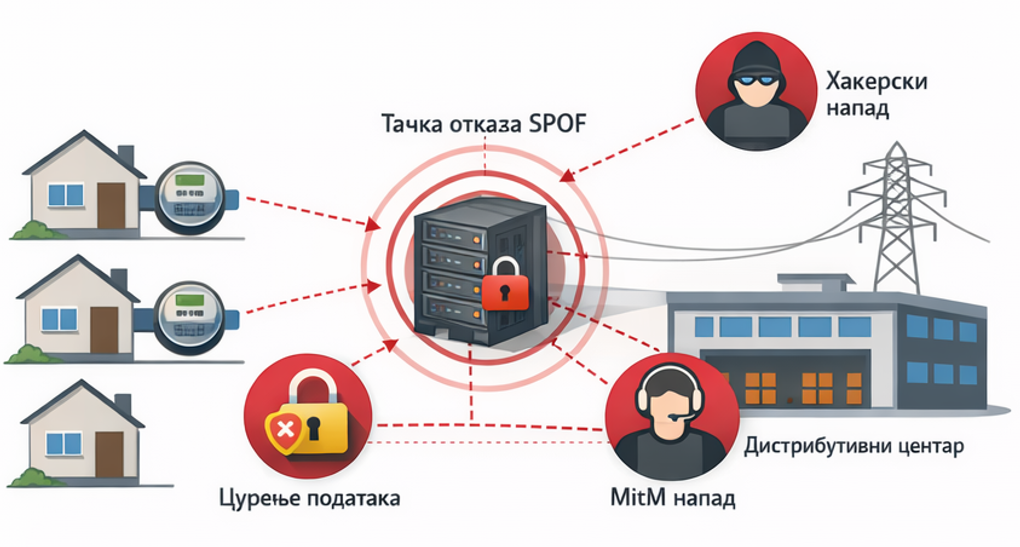 Тачка отказа SPOF
Хакерски
напад
Цурење података
MitM напад
Дистрибутивни центар